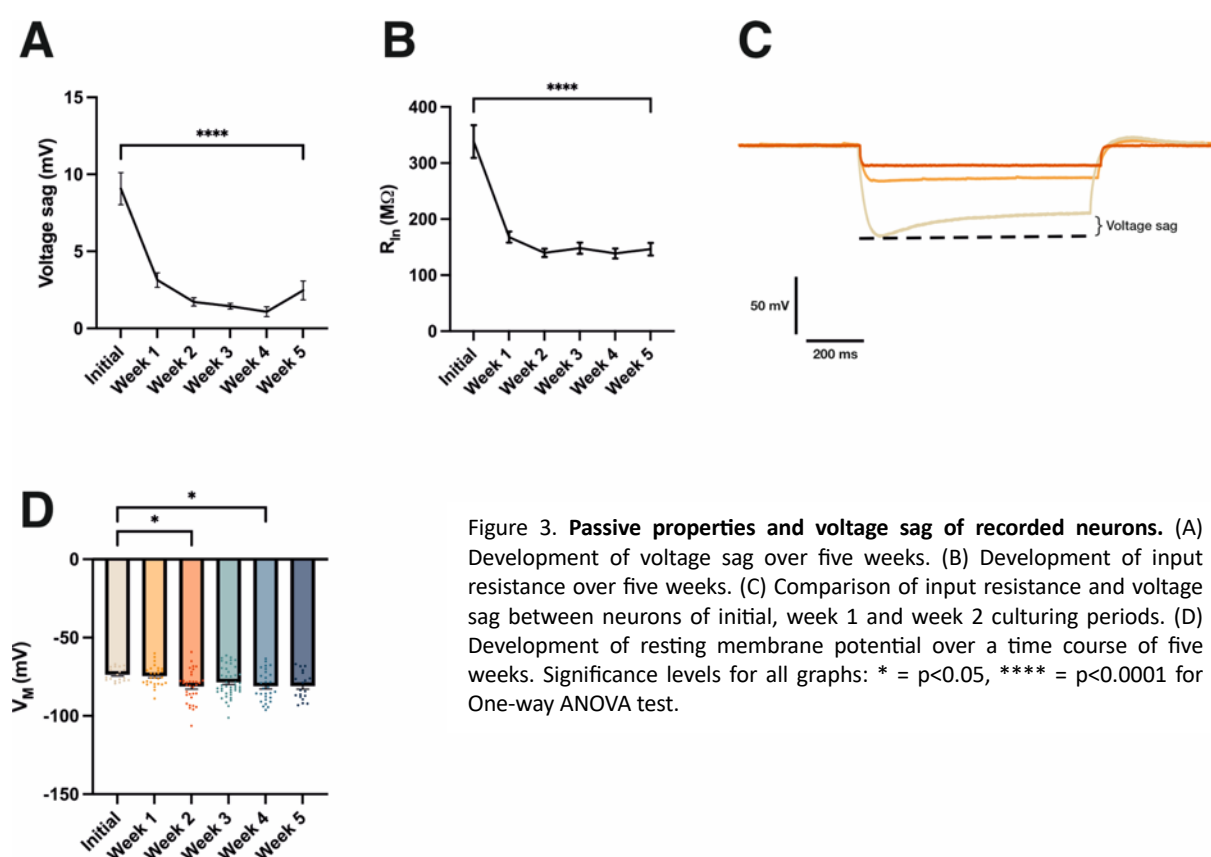 A
Voltage sag (mV)
15
10
5
0
****
Initial
Week 1
Week 2
Week 3
Week 4
Week 5
B
R_In (MΩ)
400
300
200
100
0
****
Initial
Week 1
Week 2
Week 3
Week 4
Week 5
C
Voltage sag
50 mV
200 ms
D
V_M (mV)
0
-50
-100
-150
*
*
Initial
Week 1
Week 2
Week 3
Week 4
Week 5
Figure 3. Passive properties and voltage sag of recorded neurons. (A)
Development of voltage sag over five weeks. (B) Development of input
resistance over five weeks. (C) Comparison of input resistance and voltage
sag between neurons of initial, week 1 and week 2 culturing periods. (D)
Development of resting membrane potential over a time course of five
weeks. Significance levels for all graphs: * = p<0.05, **** = p<0.0001 for
One-way ANOVA test.